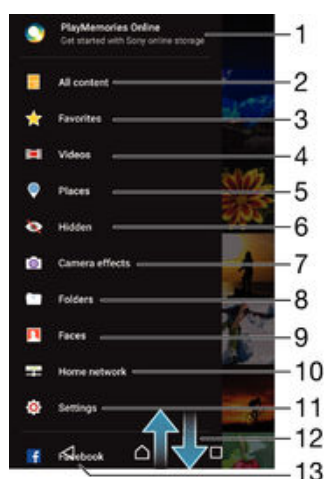 PlayMemories Online 1
Get started with Sony online storage
All content 2
Favorites 3
Videos 4
Places 5
Hidden 6
Camera effects 7
Folders 8
Faces 9
Home network 10
Settings 11
12
Facebook
13